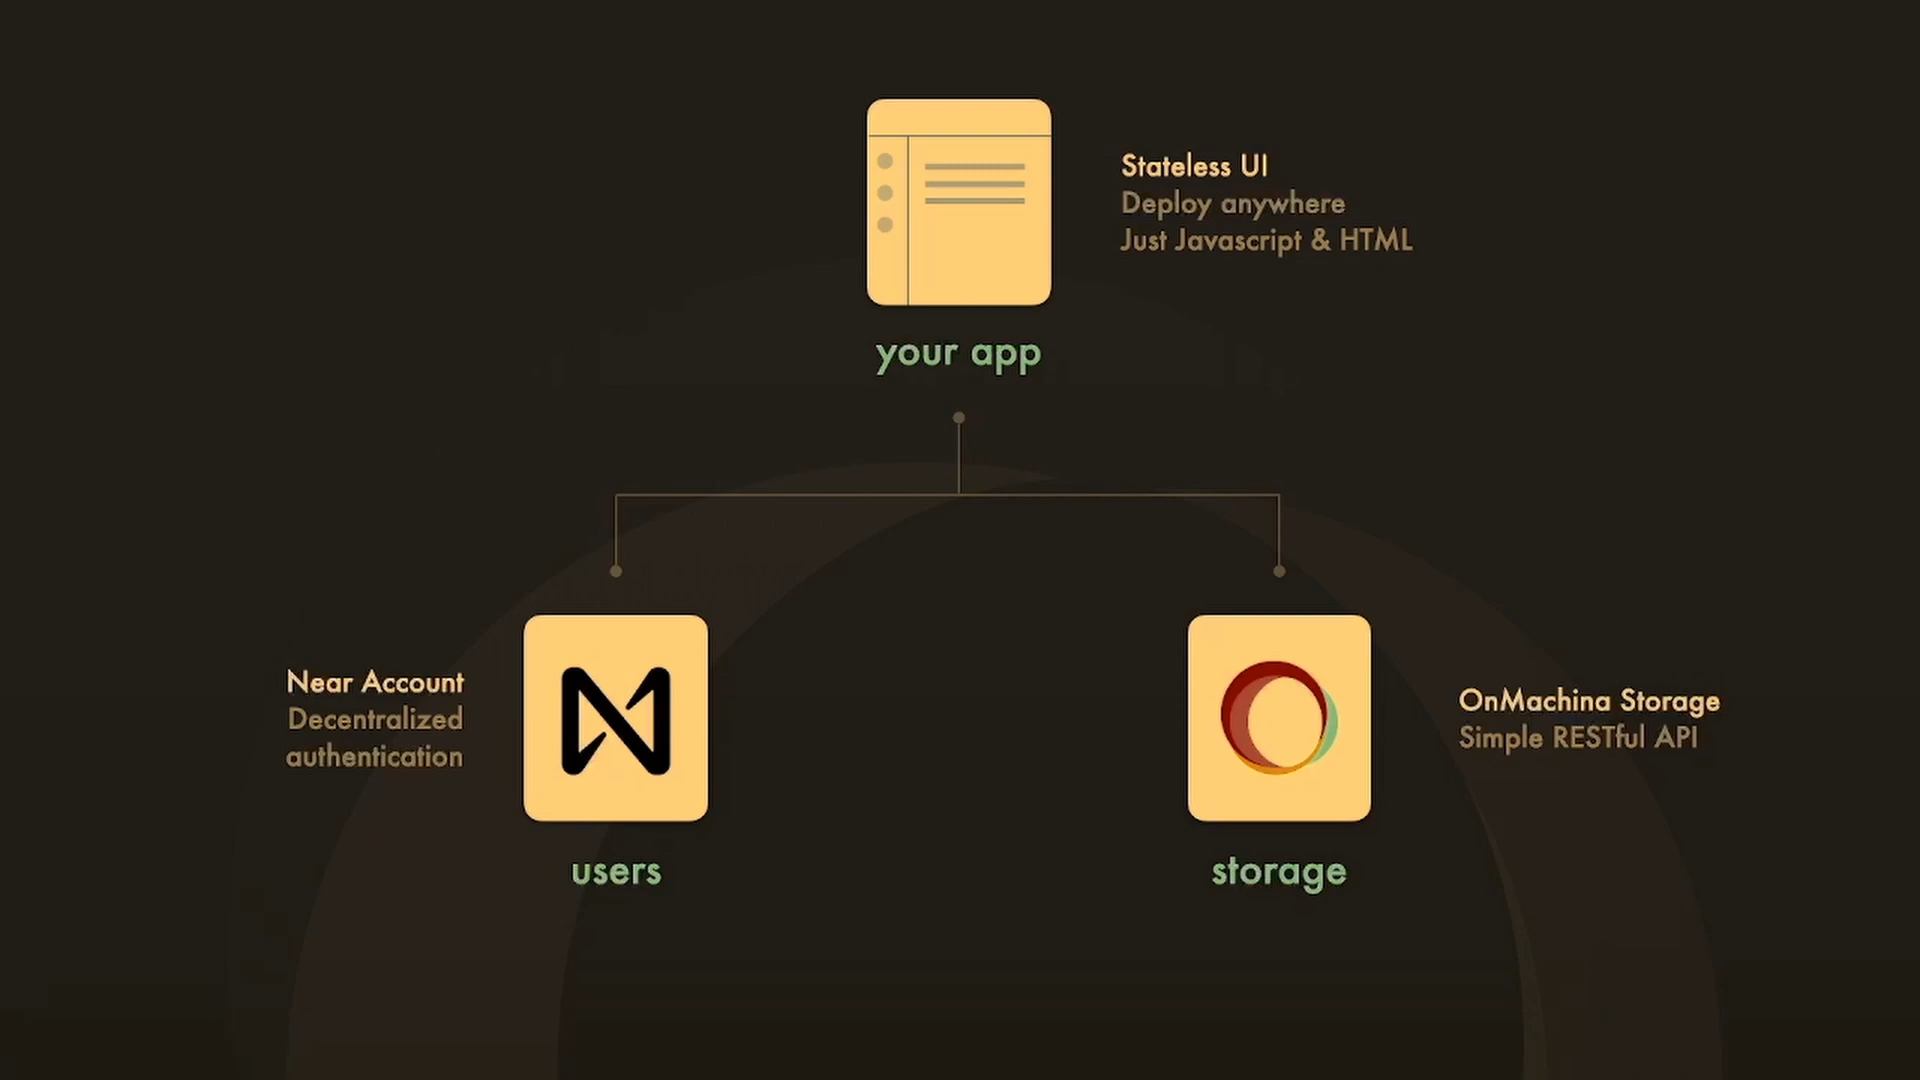 Stateless UI
Deploy anywhere
Just Javascript & HTML
your app
Near Account
Decentralized
authentication
users
OnMachina Storage
Simple RESTful API
storage